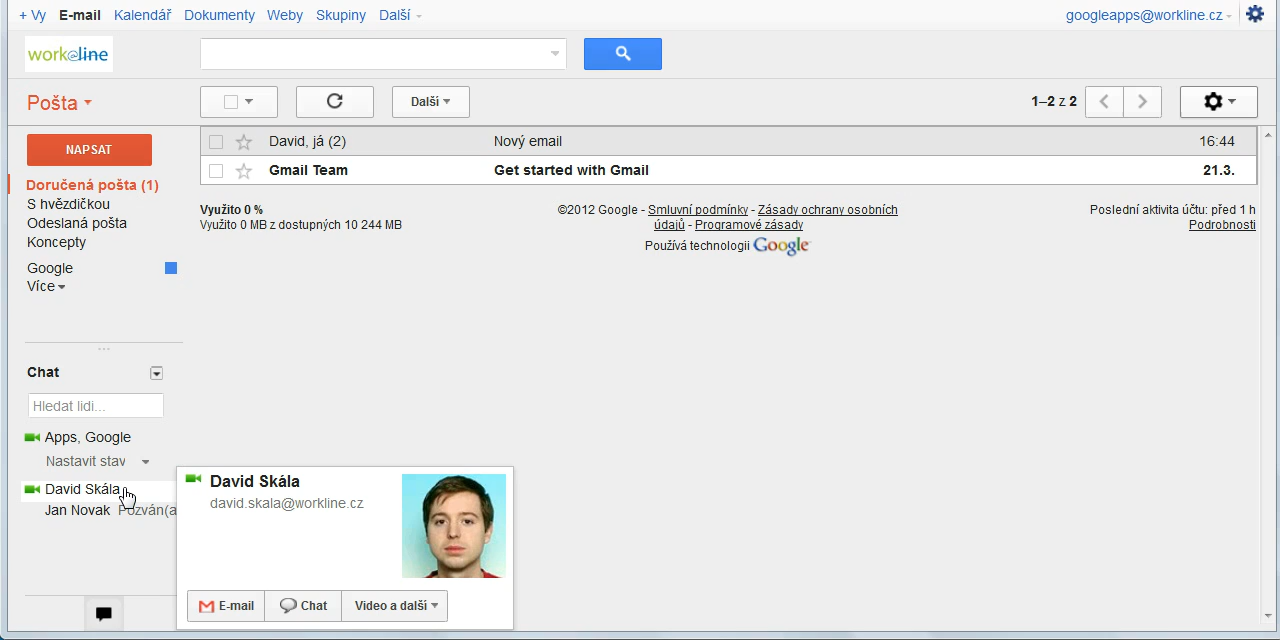 + Vy E-mail Kalendář Dokumenty Weby Skupiny Další googleapps@workline.cz
work@line
Pošta Další 1–2 z 2
NAPSAT
David, já (2) Nový email 16:44
Gmail Team Get started with Gmail 21.3.
Doručená pošta (1)
S hvězdičkou
Odeslaná pošta
Koncepty
Google
Více
Využito 0 %
Využito 0 MB z dostupných 10 244 MB
©2012 Google - Smluvní podmínky - Zásady ochrany osobních
údajů - Programové zásady
Používá technologii Google
Poslední aktivita účtu: před 1 h
Podrobnosti
Chat
Hledat lidi...
Apps, Google
Nastavit stav
David Skála
Jan Novak Pozván(a
David Skála
david.skala@workline.cz
E-mail Chat Video a další